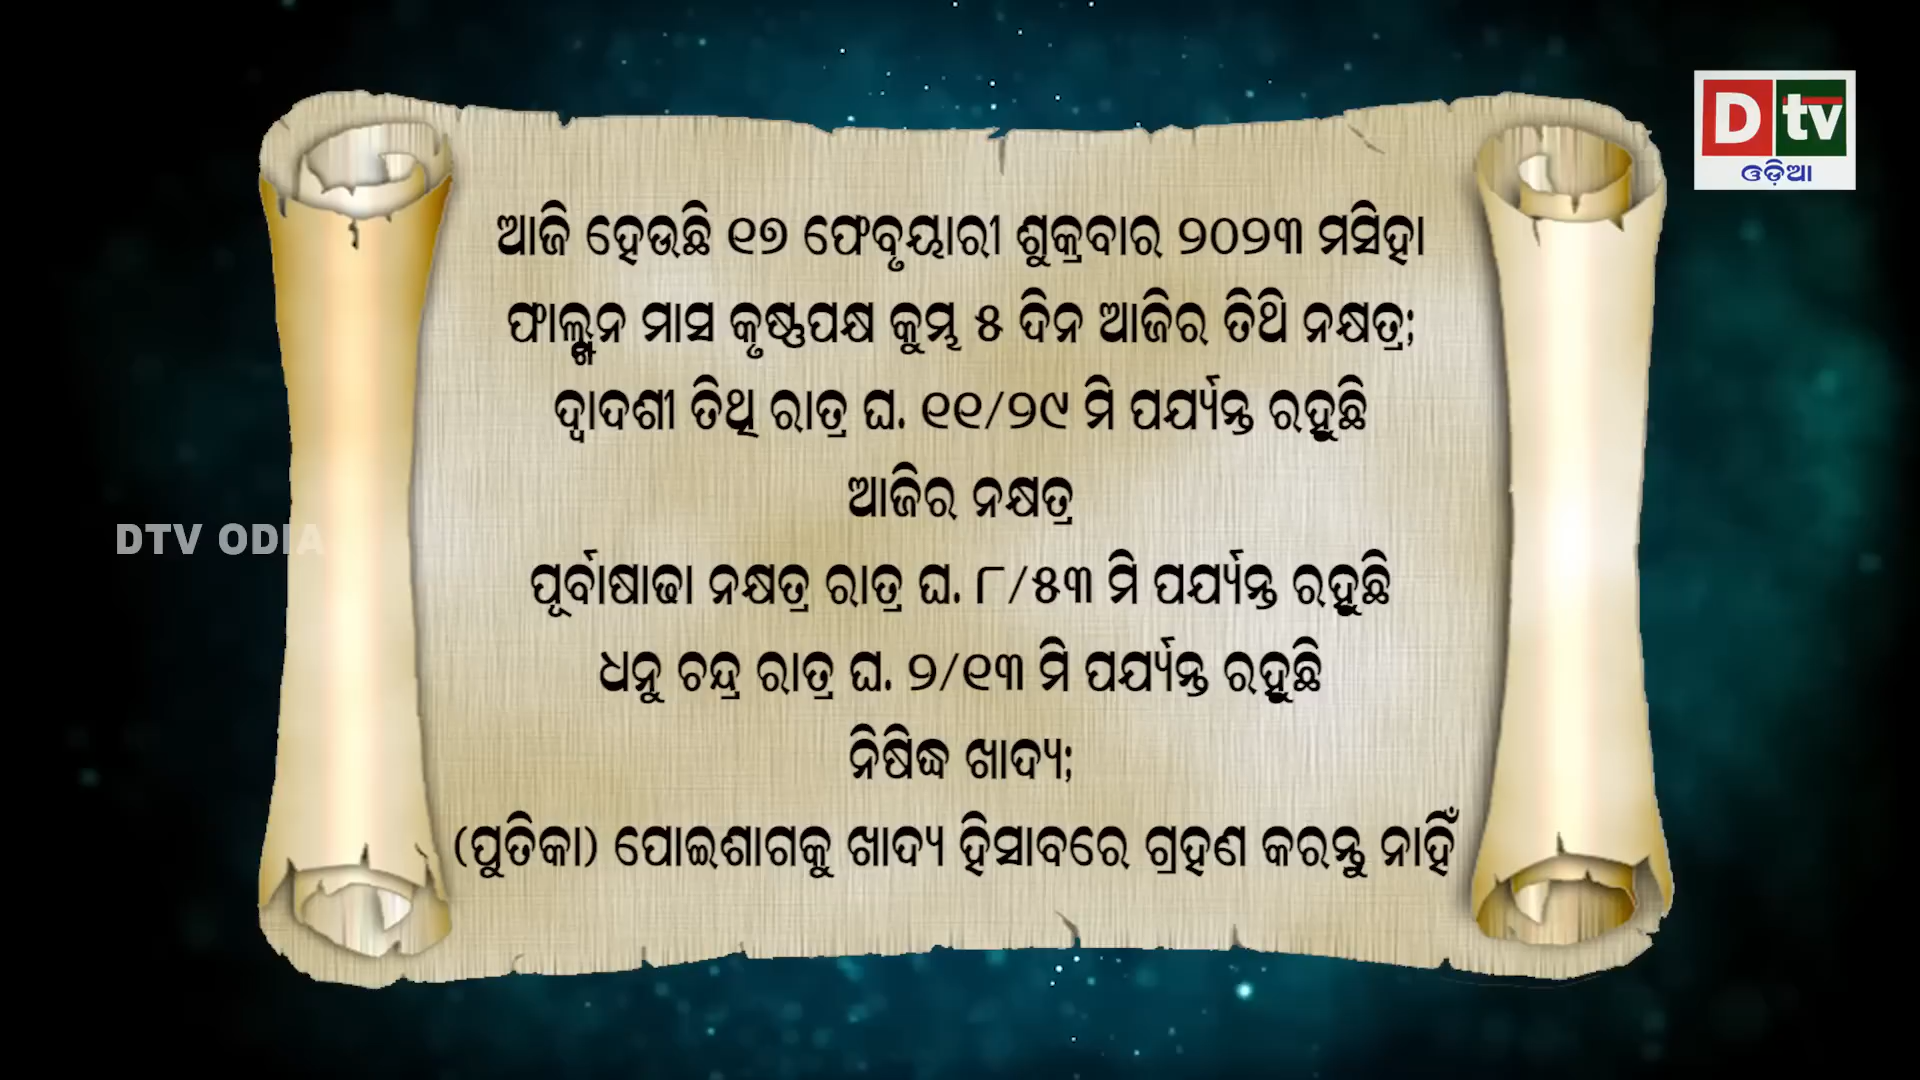 Dtv
ଓଡ଼ିଆ
ଆଜି ହେଉଛି ୧୭ ଫେବୃୟାରୀ ଶୁକ୍ରବାର ୨୦୨୩ ମସିହା
ଫାଲ୍ଗୁନ ମାସ କୃଷ୍ଣପକ୍ଷ କୁମ୍ଭ ୫ ଦିନ ଆଜିର ତିଥି ନକ୍ଷତ୍ର;
ଦ୍ୱାଦଶୀ ତିଥି ରାତ୍ର ଘ. ୧୧/୨୯ ମି ପର୍ଯ୍ୟନ୍ତ ରହୁଛି
ଆଜିର ନକ୍ଷତ୍ର
DTV ODIA
ପୂର୍ବାଷାଢା ନକ୍ଷତ୍ର ରାତ୍ର ଘ. ୮/୫୩ ମି ପର୍ଯ୍ୟନ୍ତ ରହୁଛି
ଧନୁ ଚନ୍ଦ୍ର ରାତ୍ର ଘ. ୨/୧୩ ମି ପର୍ଯ୍ୟନ୍ତ ରହୁଛି
ନିଷିଦ୍ଧ ଖାଦ୍ୟ;
(ପୁତିକା) ପୋଇଶାଗକୁ ଖାଦ୍ୟ ହିସାବରେ ଗ୍ରହଣ କରନ୍ତୁ ନାହିଁ